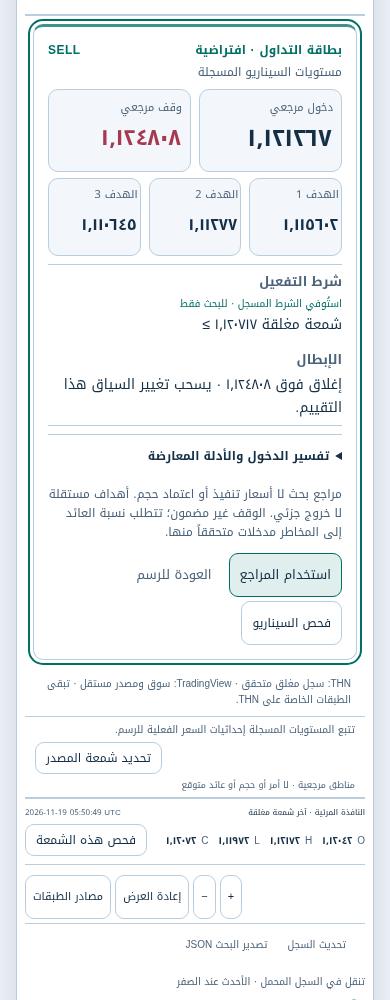 بطاقة التداول · افتراضية SELL
مستويات السيناريو المسجلة
دخول مرجعي
١٫١٢١٢٦٧
وقف مرجعي
١٫١٢٤٨٠٨
الهدف 1
١٫١١٥٦٠٢
الهدف 2
١٫١١٢٧٧
الهدف 3
١٫١١٠٦٤٥
شرط التفعيل
استُوفي الشرط المسجل · للبحث فقط
شمعة مغلقة ١٫١٢٠٧١٧ ≥
الإبطال
إغلاق فوق ١٫١٢٤٨٠٨ · يسحب تغيير السياق هذا
التقييم.
◀ تفسير الدخول والأدلة المعارضة
مراجع بحث لا أسعار تنفيذ أو اعتماد حجم. أهداف مستقلة
لا خروج جزئي. الوقف غير مضمون؛ تتطلب نسبة العائد
إلى المخاطر مدخلات متحققاً منها.
استخدام المراجع
العودة للرسم
فحص السيناريو
THN: سجل مغلق متحقق · TradingView: سوق ومصدر مستقل · تبقى
الطبقات الخاصة على THN.
تتبع المستويات المسجلة إحداثيات السعر الفعلية للرسم.
تحديد شمعة المصدر
مناطق مرجعية · لا أمر أو حجم أو عائد متوقع
النافذة المرئية · آخر شمعة مغلقة
2026-11-19 05:50:49 UTC
O ١٫١٢٠٤٢ H ١٫١٢١٧٢ L ١٫١١٩٧٢ C ١٫١٢٠٧٢
فحص هذه الشمعة
+
−
إعادة العرض
مصادر الطبقات
تحديث السجل
تصدير البحث JSON
تنقل في السجل المحمل · الأحدث عند الصفر